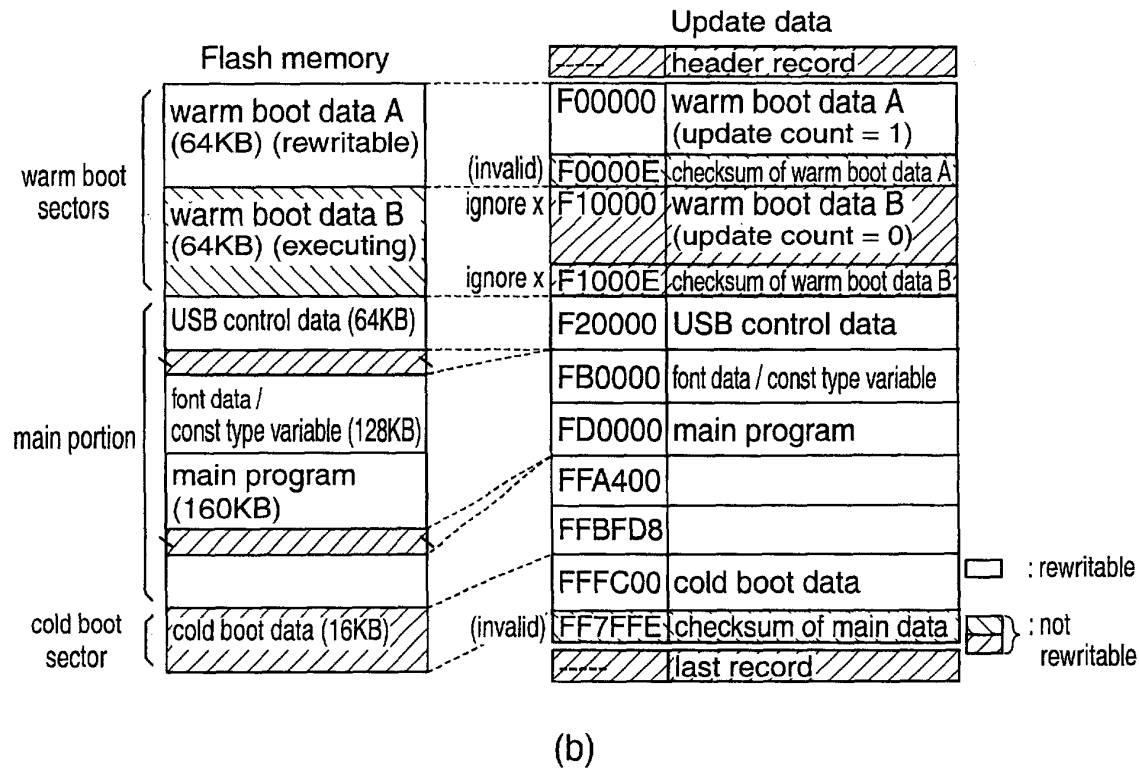 Update data
Flash memory
header record
warm boot sectors
warm boot data A
(64KB) (rewritable)
warm boot data B
(64KB) (executing)
main portion
USB control data (64KB)
font data /
const type variable (128KB)
main program
(160KB)
cold boot sector
cold boot data (16KB)
F00000 warm boot data A
(update count = 1)
(invalid) F0000E checksum of warm boot data A
ignore x F10000 warm boot data B
(update count = 0)
ignore x F1000E checksum of warm boot data B
F20000 USB control data
FB0000 font data / const type variable
FD0000 main program
FFA400
FFBFD8
FFFC00 cold boot data
(invalid) FF7FFE checksum of main data
last record
: rewritable
: not
rewritable
(b)